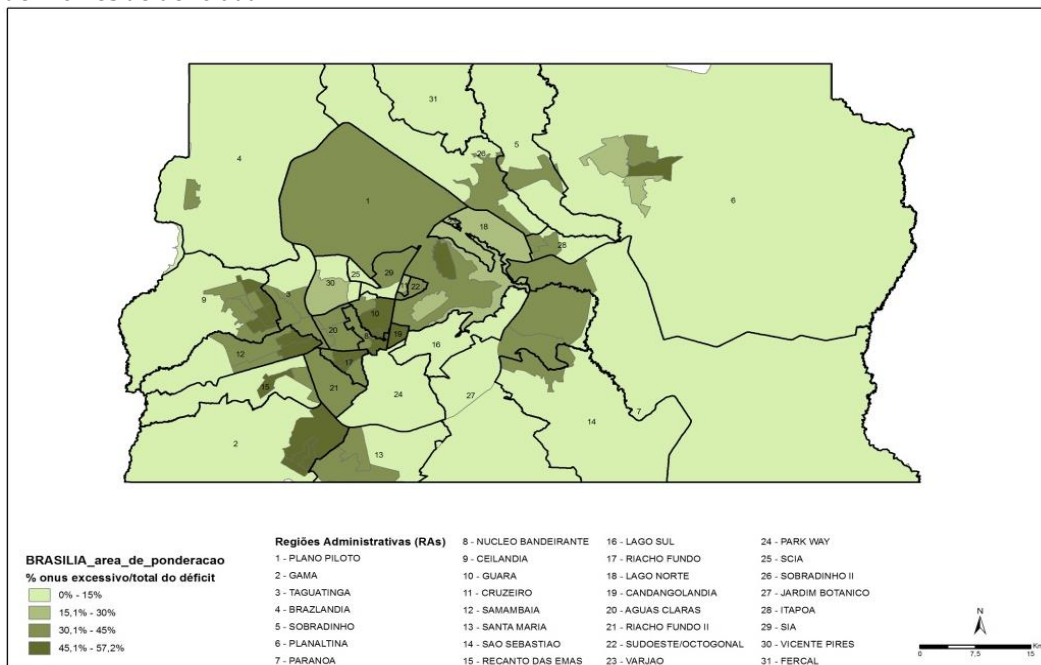 31
5
4
26
6
1
18
28
25
29
30
11
22
9
3
10
20
8
19
16
12
17
15
21
24
27
7
14
2
13
BRASILIA_area_de_ponderacao
% onus excessivo/total do déficit
0% - 15%
15,1% - 30%
30,1% - 45%
45,1% - 57,2%
Regiões Administrativas (RAs)
1 - PLANO PILOTO
2 - GAMA
3 - TAGUATINGA
4 - BRAZLANDIA
5 - SOBRADINHO
6 - PLANALTINA
7 - PARANOA
8 - NUCLEO BANDEIRANTE
9 - CEILANDIA
10 - GUARA
11 - CRUZEIRO
12 - SAMAMBAIA
13 - SANTA MARIA
14 - SAO SEBASTIAO
15 - RECANTO DAS EMAS
16 - LAGO SUL
17 - RIACHO FUNDO
18 - LAGO NORTE
19 - CANDANGOLANDIA
20 - AGUAS CLARAS
21 - RIACHO FUNDO II
22 - SUDOESTE/OCTOGONAL
23 - VARJAO
24 - PARK WAY
25 - SCIA
26 - SOBRADINHO II
27 - JARDIM BOTANICO
28 - ITAPOA
29 - SIA
30 - VICENTE PIRES
31 - FERCAL
N
0 7,5 15
Km